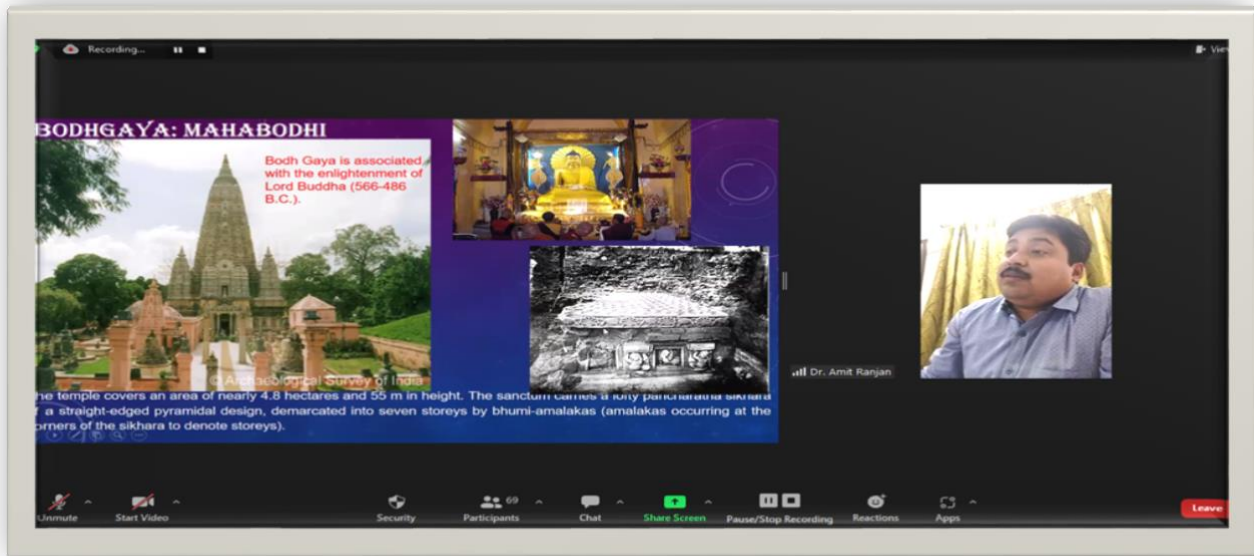 Recording...
View
BODHGAYA: MAHABODHI
Bodh Gaya is associated
with the enlightenment of
Lord Buddha (566-486
B.C.).
© Archaeological Survey of India
he temple covers an area of nearly 4.8 hectares and 55 m in height. The sanctum carries a lofty pancharatha sikhara
f a straight-edged pyramidal design, demarcated into seven storeys by bhumi-amalakas (amalakas occurring at the
orners of the sikhara to denote storeys).
Dr. Amit Ranjan
Unmute
Start Video
Security
69
Participants
Chat
Share Screen
Pause/Stop Recording
Reactions
Apps
Leave